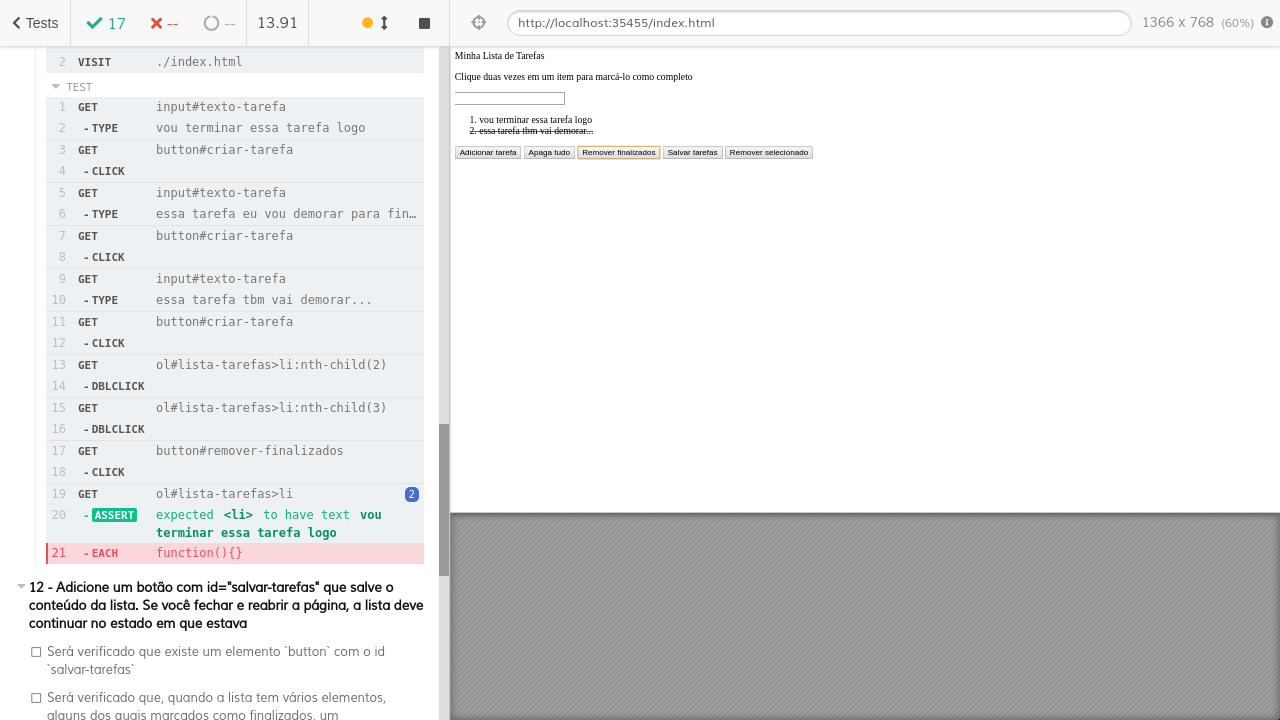 Tests
17
--
--
13.91
http://localhost:35455/index.html
1366 x 768 (60%)
2 VISIT ./index.html
TEST
1 GET input#texto-tarefa
2 -TYPE vou terminar essa tarefa logo
3 GET button#criar-tarefa
4 -CLICK
5 GET input#texto-tarefa
6 -TYPE essa tarefa eu vou demorar para fin…
7 GET button#criar-tarefa
8 -CLICK
9 GET input#texto-tarefa
10 -TYPE essa tarefa tbm vai demorar...
11 GET button#criar-tarefa
12 -CLICK
13 GET ol#lista-tarefas>li:nth-child(2)
14 -DBLCLICK
15 GET ol#lista-tarefas>li:nth-child(3)
16 -DBLCLICK
17 GET button#remover-finalizados
18 -CLICK
19 GET ol#lista-tarefas>li 2
20 -ASSERT expected <li> to have text vou
terminar essa tarefa logo
21 -EACH function(){}
12 - Adicione um botão com id="salvar-tarefas" que salve o
conteúdo da lista. Se você fechar e reabrir a página, a lista deve
continuar no estado em que estava
Será verificado que existe um elemento `button` com o id
`salvar-tarefas`
Será verificado que, quando a lista tem vários elementos,
alguns dos quais marcados como finalizados, um
Minha Lista de Tarefas
Clique duas vezes em um item para marcá-lo como completo
1. vou terminar essa tarefa logo
2. essa tarefa tbm vai demorar...
Adicionar tarefa Apaga tudo Remover finalizados Salvar tarefas Remover selecionado